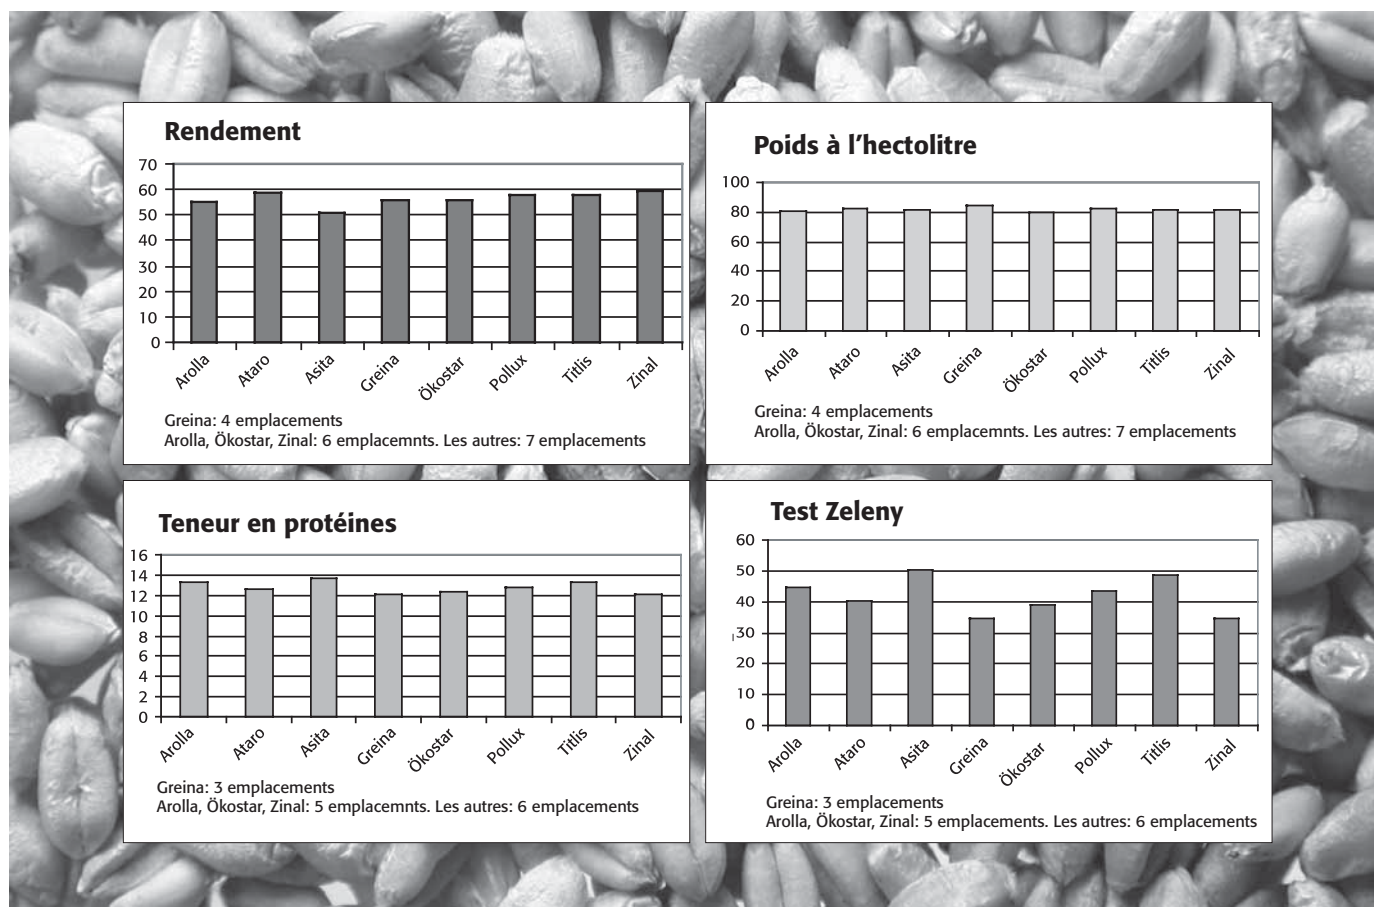 Rendement
70
60
50
40
30
20
10
0
Arolla
Ataro
Asita
Greina
Ökostar
Pollux
Titlis
Zinal
Greina: 4 emplacements
Arolla, Ökostar, Zinal: 6 emplacemnts. Les autres: 7 emplacements
Poids à l’hectolitre
100
80
60
40
20
0
Arolla
Ataro
Asita
Greina
Ökostar
Pollux
Titlis
Zinal
Greina: 4 emplacements
Arolla, Ökostar, Zinal: 6 emplacemnts. Les autres: 7 emplacements
Teneur en protéines
16
14
12
10
8
6
4
2
0
Arolla
Ataro
Asita
Greina
Ökostar
Pollux
Titlis
Zinal
Greina: 3 emplacements
Arolla, Ökostar, Zinal: 5 emplacemnts. Les autres: 6 emplacements
Test Zeleny
60
50
40
30
20
10
0
Arolla
Ataro
Asita
Greina
Ökostar
Pollux
Titlis
Zinal
Greina: 3 emplacements
Arolla, Ökostar, Zinal: 5 emplacements. Les autres: 6 emplacements